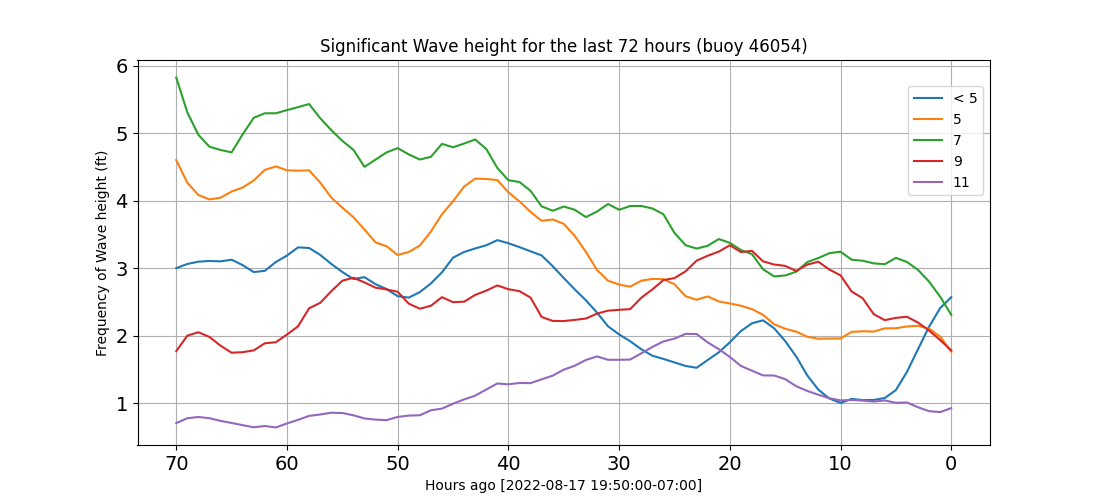 Significant Wave height for the last 72 hours (buoy 46054)
Frequency of Wave height (ft)
6
5
4
3
2
1
< 5
5
7
9
11
70 60 50 40 30 20 10 0
Hours ago [2022-08-17 19:50:00-07:00]